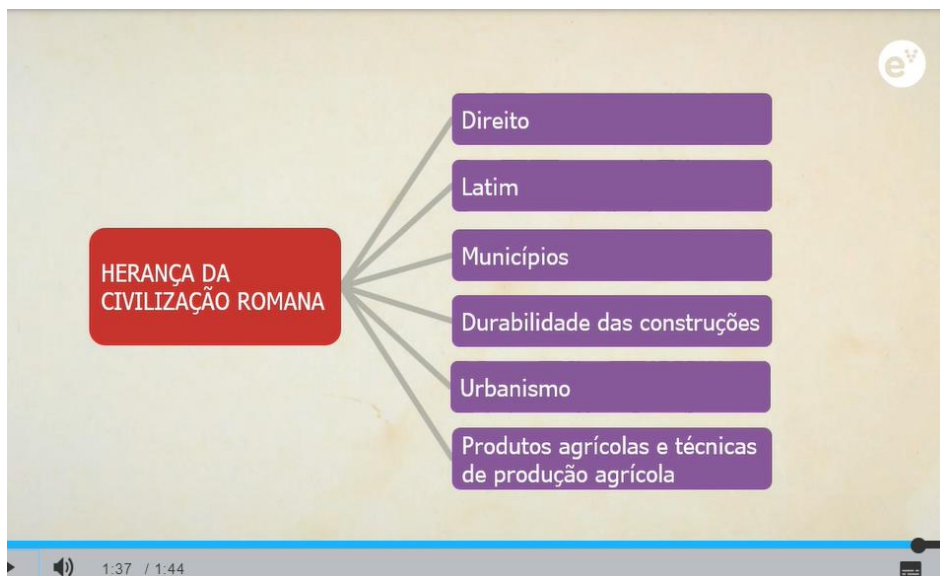 e
Direito
Latim
HERANÇA DA
CIVILIZAÇÃO ROMANA
Municípios
Durabilidade das construções
Urbanismo
Produtos agrícolas e técnicas
de produção agrícola
1:37 / 1:44